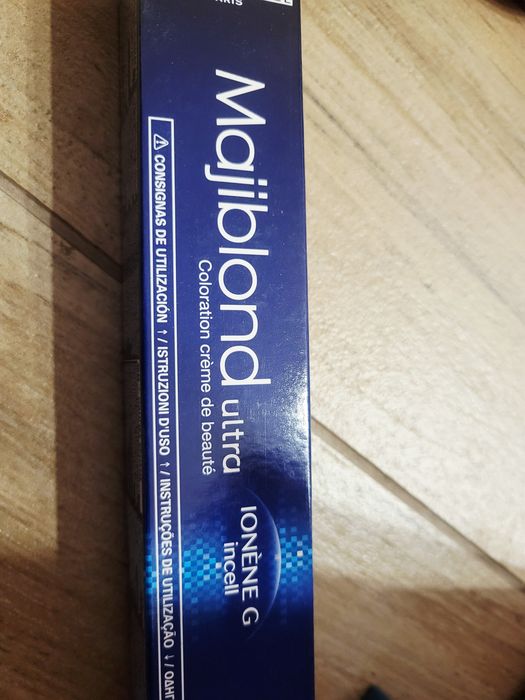 Majiblond ultra
Coloration crème de beauté
IONÈNE G
incell
⚠ CONSIGNAS DE UTILIZACIÓN ↑ / ISTRUZIONI D'USO ↑ / INSTRUÇÕES DE UTILIZAÇÃO ↓ /